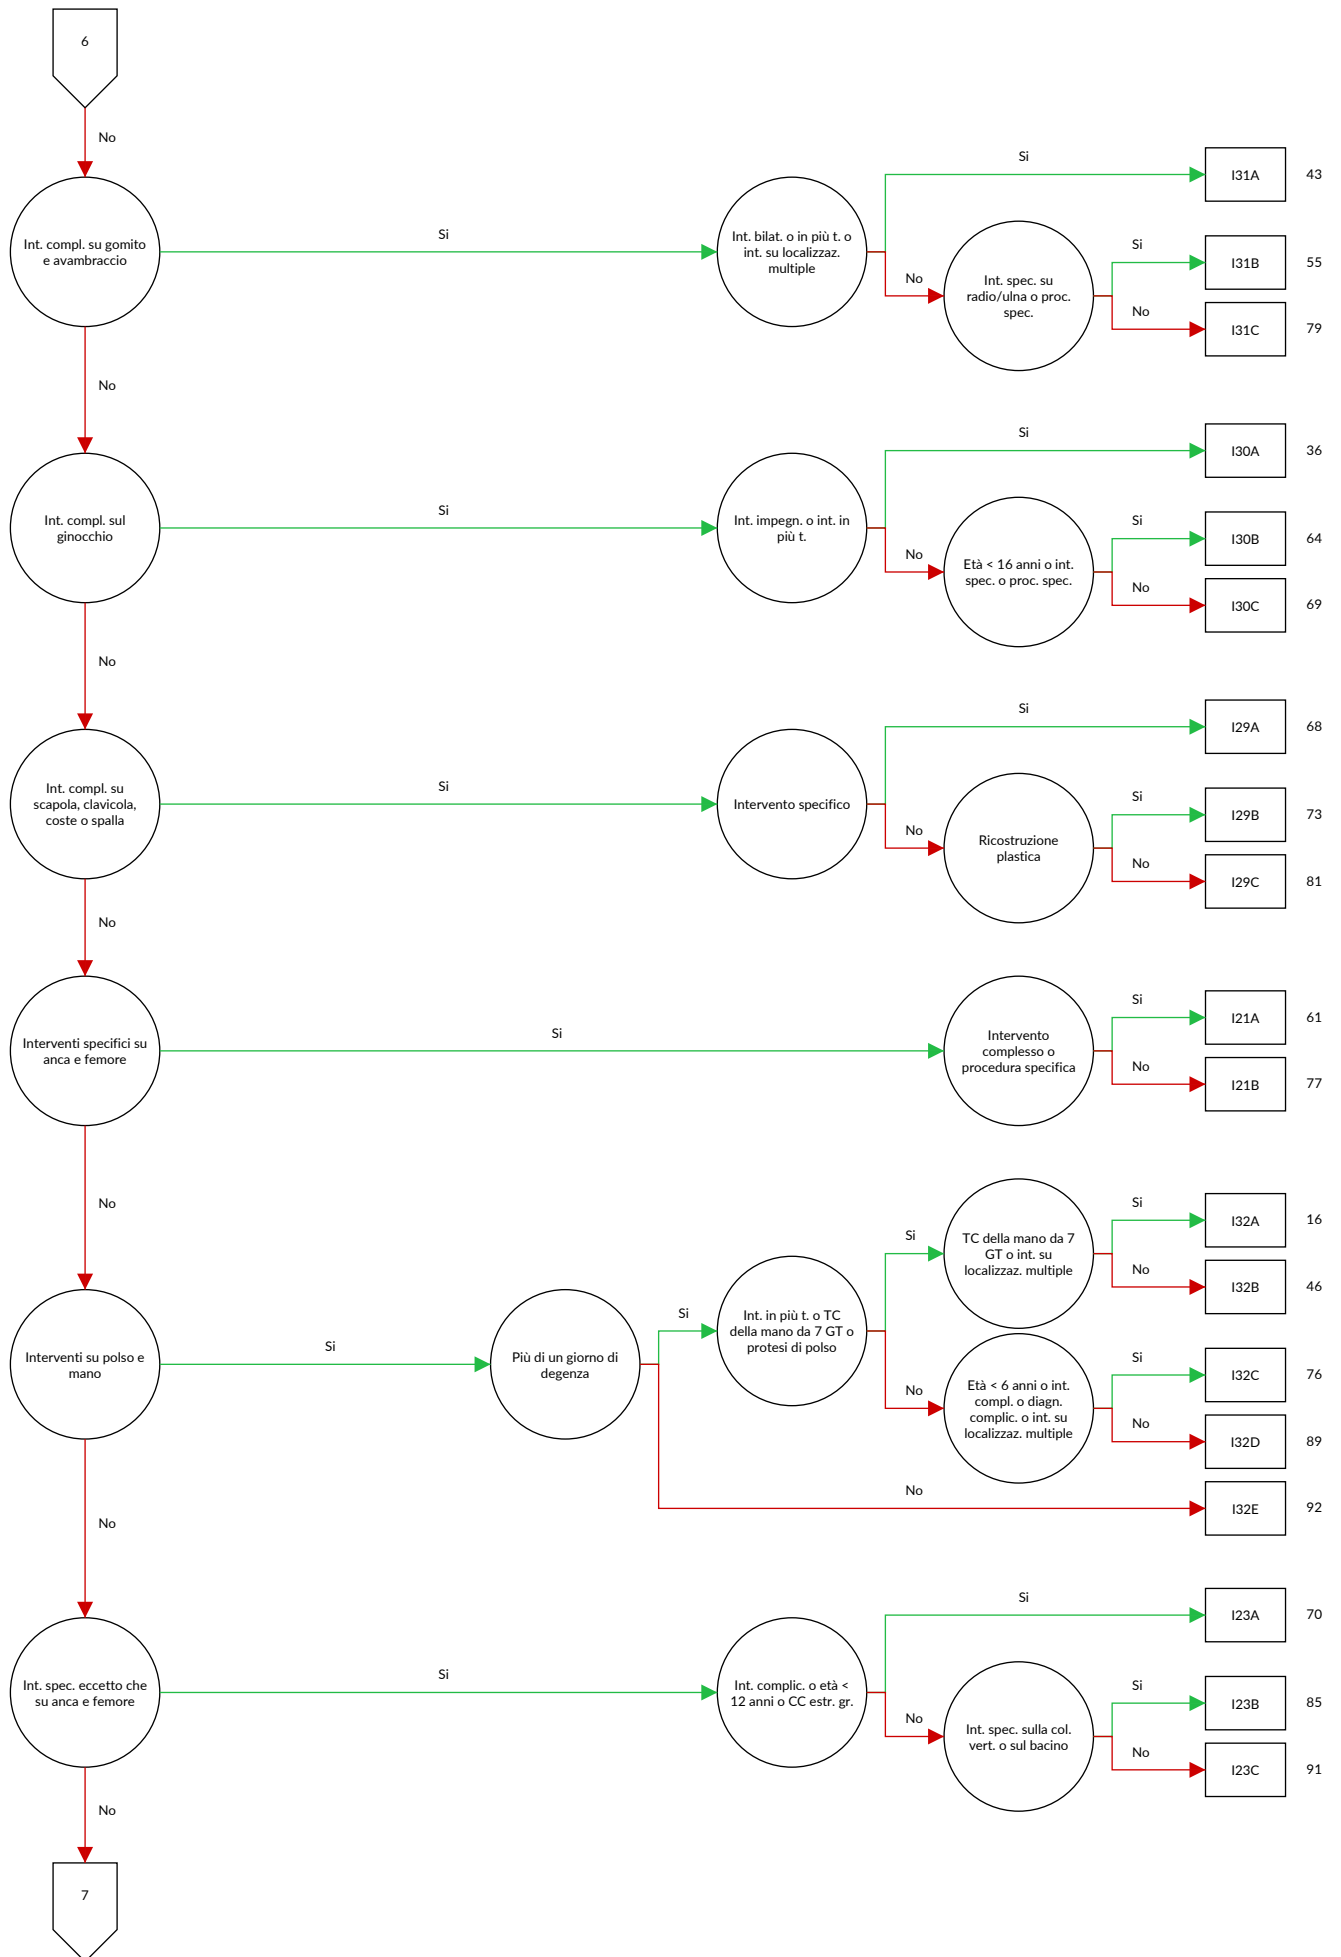 6
No
Si
I31A
43
Int. compl. su gomito
e avambraccio
Si
Int. bilat. o in più t. o
int. su localizzaz.
multiple
Si
I31B
55
No
Int. spec. su
radio/ulna o proc.
spec.
No
I31C
79
No
Si
I30A
36
Int. compl. sul
ginocchio
Si
Int. impegn. o int. in
più t.
Si
I30B
64
No
Età < 16 anni o int.
spec. o proc. spec.
No
I30C
69
No
Si
I29A
68
Int. compl. su
scapola, clavicola,
coste o spalla
Si
Intervento specifico
Si
I29B
73
No
Ricostruzione
plastica
No
I29C
81
No
Interventi specifici su
anca e femore
Si
Intervento
complesso o
procedura specifica
Si
I21A
61
No
I21B
77
No
Si
TC della mano da 7
GT o int. su
localizzaz. multiple
Si
I32A
16
No
I32B
46
Interventi su polso e
mano
Si
Più di un giorno di
degenza
Si
Int. in più t. o TC
della mano da 7 GT o
protesi di polso
No
Età < 6 anni o int.
compl. o diagn.
complic. o int. su
localizzaz. multiple
Si
I32C
76
No
I32D
89
No
I32E
92
No
Si
I23A
70
Int. spec. eccetto che
su anca e femore
Si
Int. complic. o età <
12 anni o CC estr. gr.
Si
I23B
85
No
Int. spec. sulla col.
vert. o sul bacino
No
I23C
91
No
7